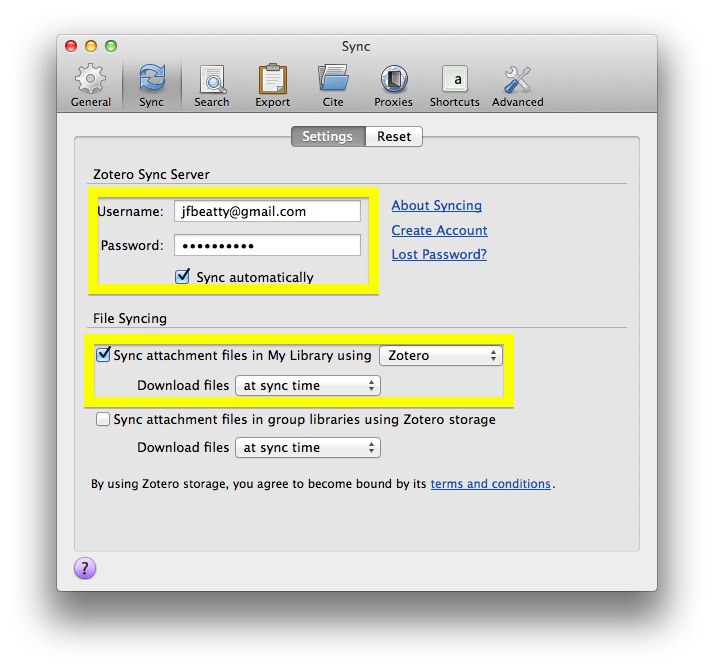 Sync
General Sync Search Export Cite Proxies a Shortcuts Advanced
Settings Reset
Zotero Sync Server
Username: jfbeatty@gmail.com About Syncing
Create Account
Password: ••••••••••
Lost Password?
Sync automatically
File Syncing
Sync attachment files in My Library using Zotero
Download files at sync time
Sync attachment files in group libraries using Zotero storage
Download files at sync time
By using Zotero storage, you agree to become bound by its terms and conditions.
?